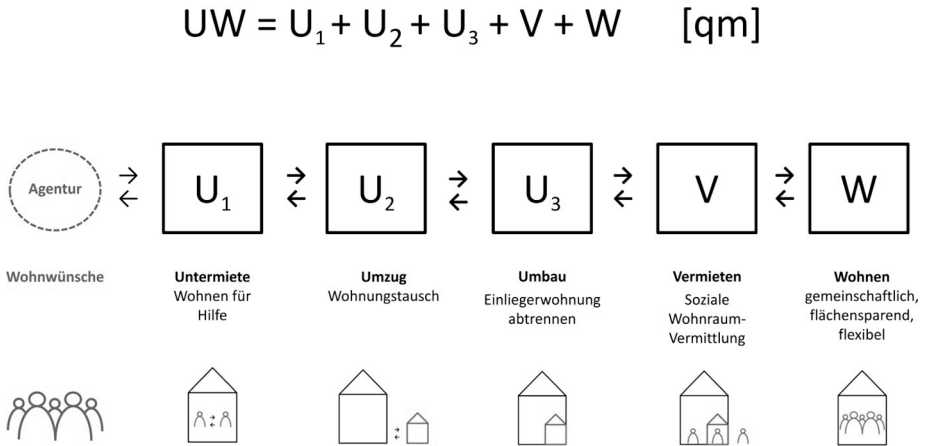 UW = U₁ + U₂ + U₃ + V + W [qm]
Agentur
U₁
U₂
U₃
V
W
Wohnwünsche
Untermiete
Wohnen für
Hilfe
Umzug
Wohnungstausch
Umbau
Einliegerwohnung
abtrennen
Vermieten
Soziale
Wohnraum-
Vermittlung
Wohnen
gemeinschaftlich,
flächensparend,
flexibel